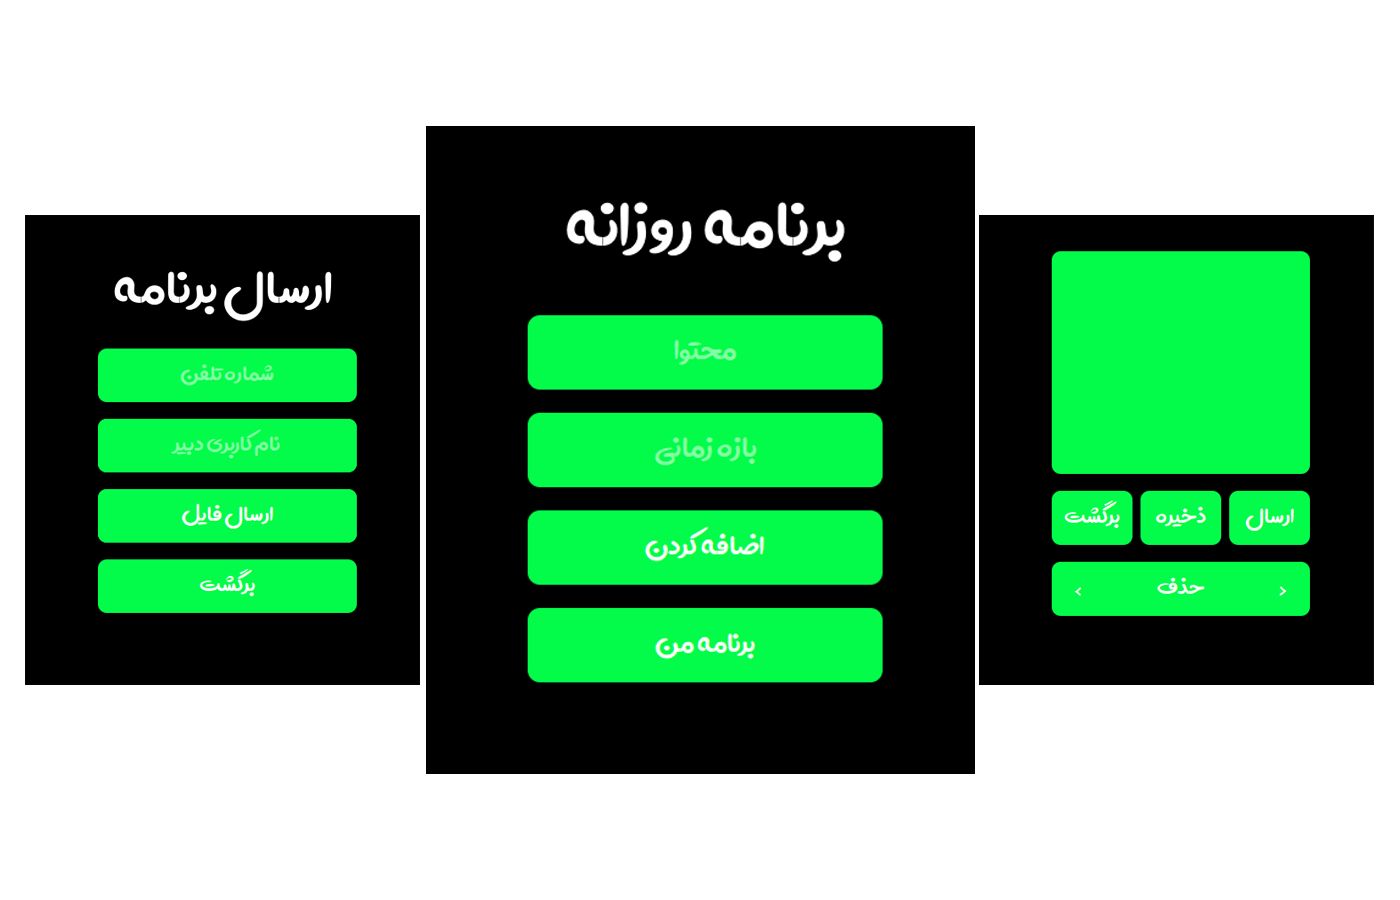 برنامه روزانه
محتوا
بازه زمانی
اضافه کردن
برنامه من
ارسال برنامه
شماره تلفن
نام کاربری دبیر
ارسال فایل
برگشت
ارسال ذخیره برگشت
< حذف >